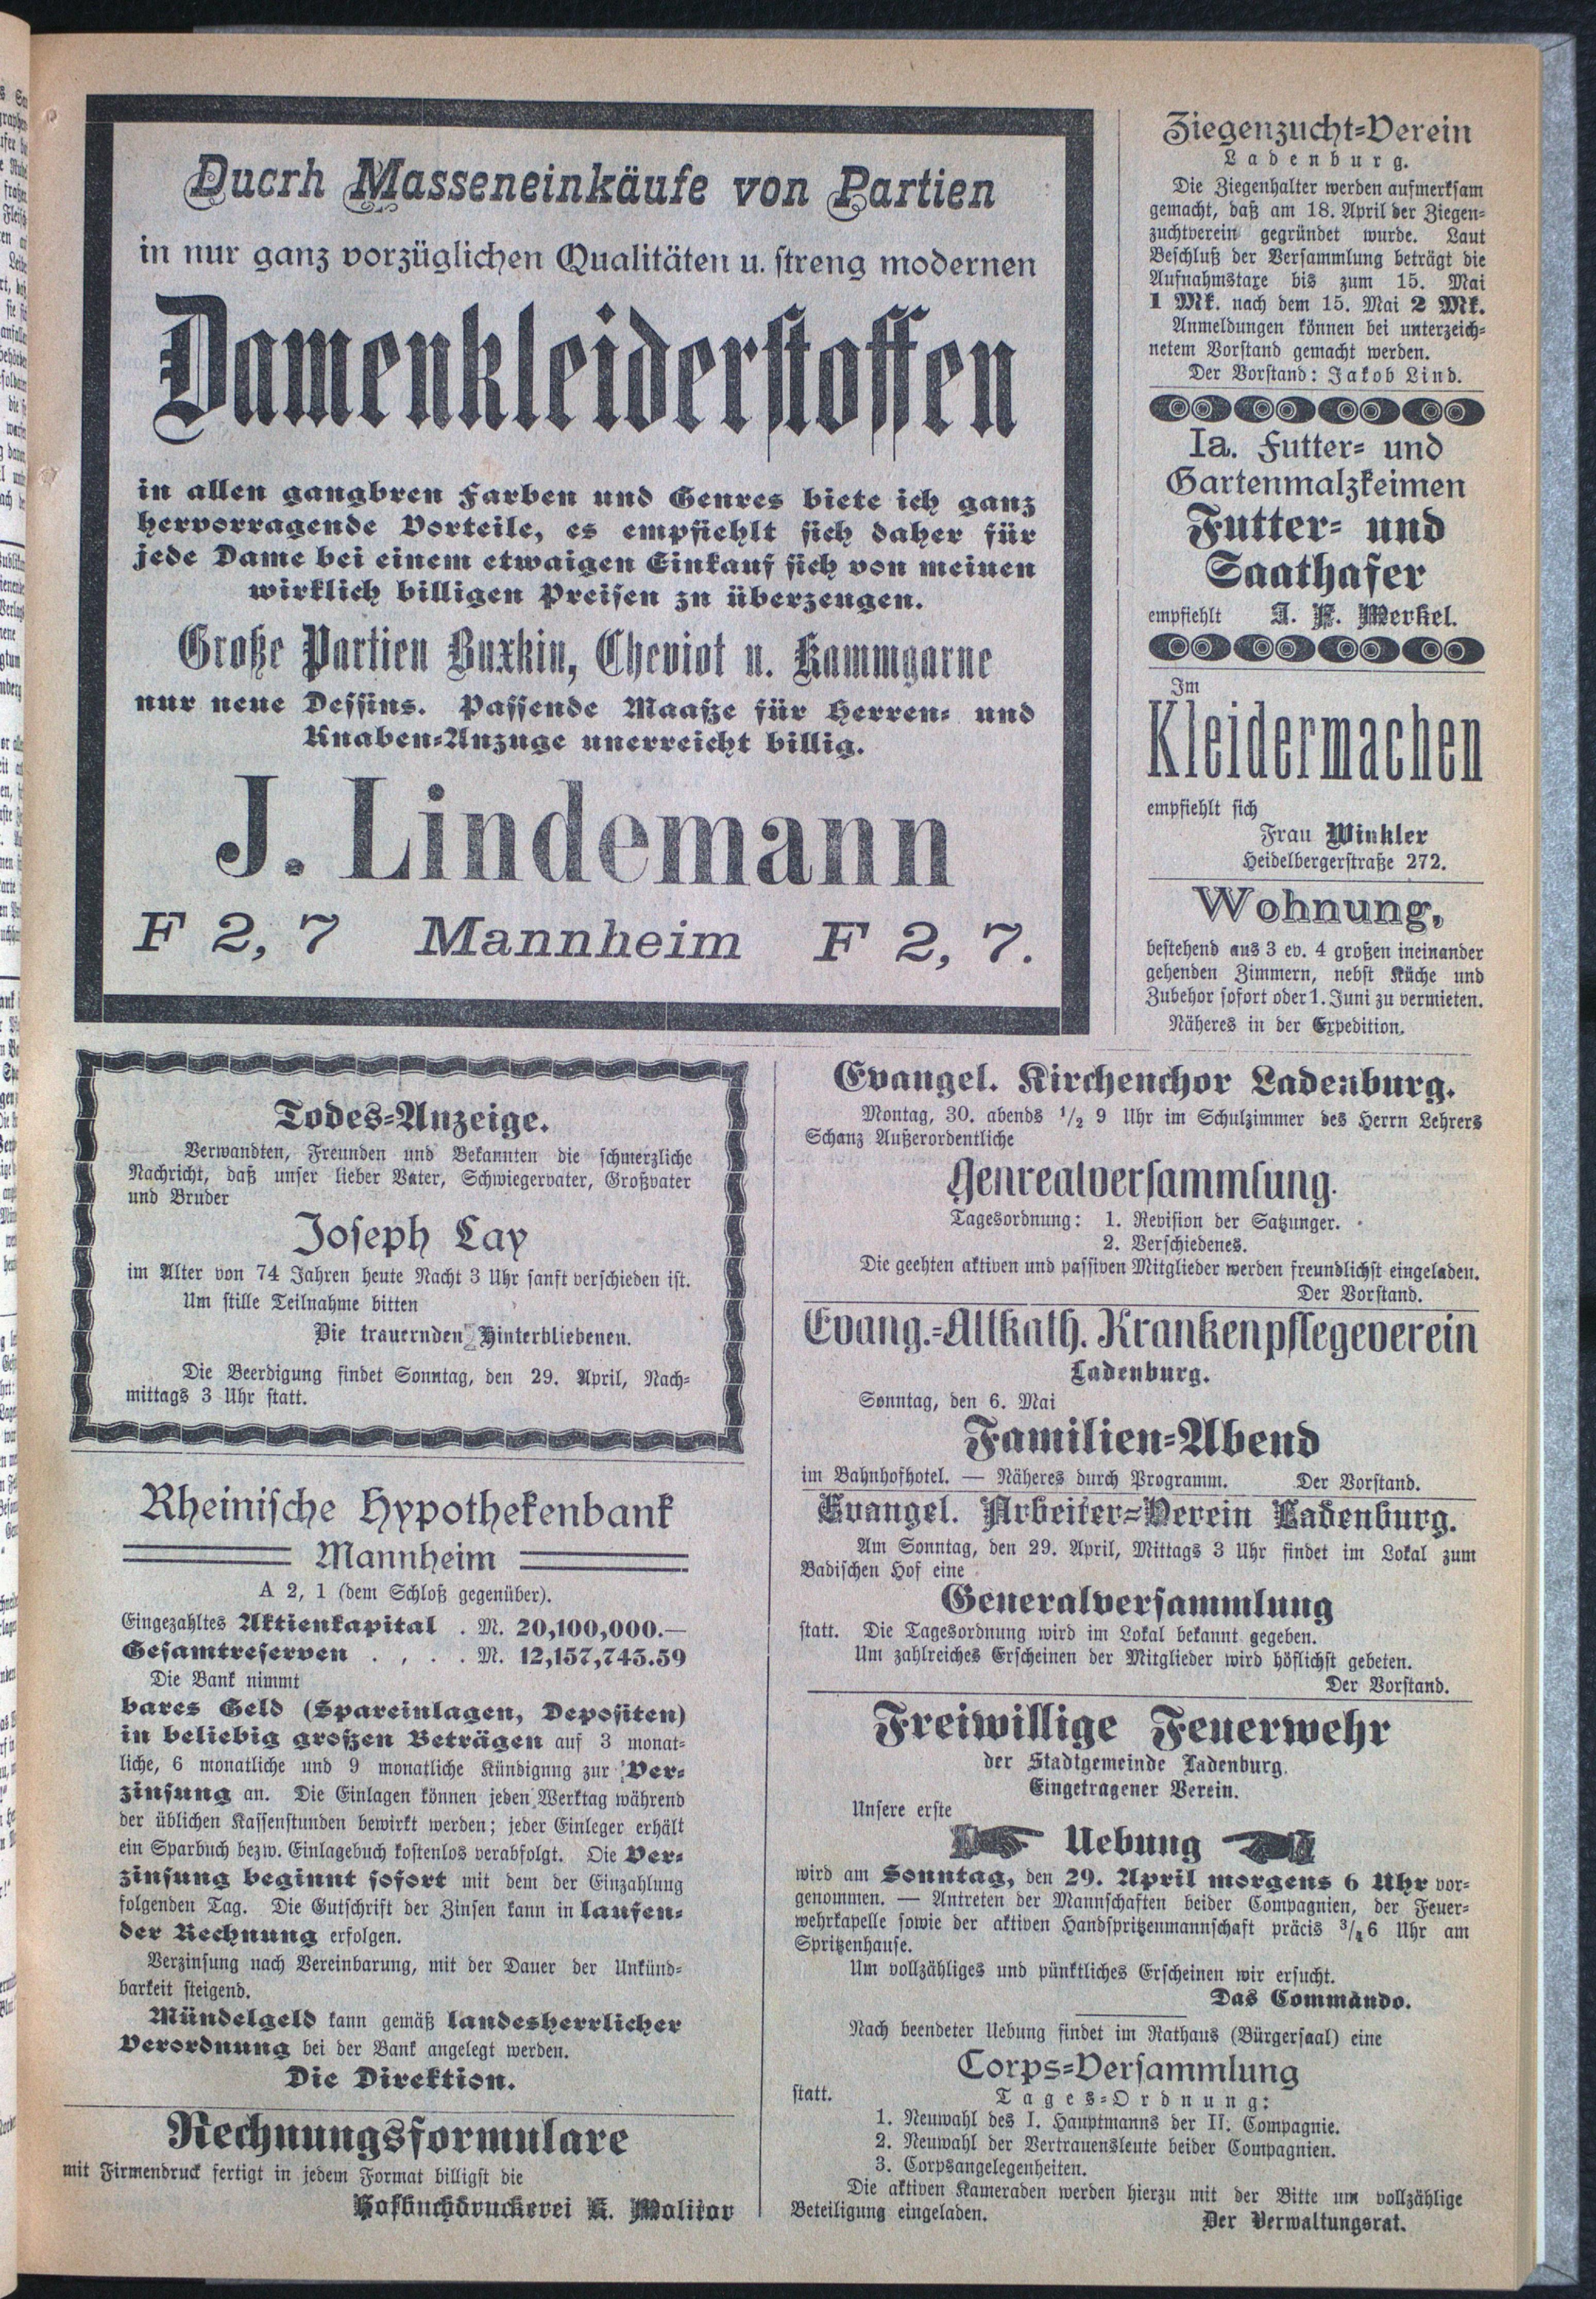 Ducrh Masseneinkäufe von Partien
in nur ganz vorzüglichen Qualitäten u. streng modernen
Damenkleiderstoffen
in allen gangbren Farben und Genres biete ich ganz
hervorragende Vorteile, es empfiehlt sich daher für
jede Dame bei einem etwaigen Einkauf sich von meinen
wirklich billigen Preisen zu überzeugen.
Große Partien Buxkin, Cheviot u. Kammgarne
nur neue Dessins. Passende Maaße für Herren- und
Knaben-Anzuge unerreicht billig.
J. Lindemann
F 2, 7 Mannheim F 2, 7.
Ziegenzucht-Verein
Ladenburg.
Die Ziegenhalter werden aufmerksam
gemacht, daß am 18. April der Ziegen-
zuchtverein gegründet wurde. Laut
Beschluß der Versammlung beträgt die
Aufnahmstaxe bis zum 15. Mai
1 Mk. nach dem 15. Mai 2 Mk.
Anmeldungen können bei unterzeich-
netem Vorstand gemacht werden.
Der Vorstand: Jakob Lind.
Ia. Futter- und
Gartenmalzkeimen
Futter- und
Saathafer
empfiehlt J. F. Merkel.
Im
Kleidermachen
empfiehlt sich
Frau Winkler
Heidelbergerstraße 272.
Wohnung,
bestehend aus 3 ev. 4 großen ineinander
gehenden Zimmern, nebst Küche und
Zubehor sofort oder 1. Juni zu vermieten.
Näheres in der Expedition.
Todes-Anzeige.
Verwandten, Freunden und Bekannten die schmerzliche
Nachricht, daß unser lieber Vater, Schwiegervater, Großvater
und Bruder
Joseph Lay
im Alter von 74 Jahren heute Nacht 3 Uhr sanft verschieden ist.
Um stille Teilnahme bitten
Die trauernden Hinterbliebenen.
Die Beerdigung findet Sonntag, den 29. April, Nach-
mittags 3 Uhr statt.
Rheinische Hypothekenbank
Mannheim
A 2, 1 (dem Schloß gegenüber).
Eingezahltes Aktienkapital . M. 20,100,000.—
Gesamtreserven . , . . M. 12,157,743.59
Die Bank nimmt
bares Geld (Spareinlagen, Depositen)
in beliebig großen Beträgen auf 3 monat-
liche, 6 monatliche und 9 monatliche Kündigung zur Ver-
zinsung an. Die Einlagen können jeden Werktag während
der üblichen Kassenstunden bewirkt werden; jeder Einleger erhält
ein Sparbuch bezw. Einlagebuch kostenlos verabfolgt. Die Ver-
zinsung beginnt sofort mit dem der Einzahlung
folgenden Tag. Die Gutschrift der Zinsen kann in laufen-
der Rechnung erfolgen.
Verzinsung nach Vereinbarung, mit der Dauer der Unkünd-
barkeit steigend.
Mündelgeld kann gemäß landesherrlicher
Verordnung bei der Bank angelegt werden.
Die Direktion.
Rechnungsformulare
mit Firmendruck fertigt in jedem Format billigst die
Hofbuchdruckerei K. Molitor
Evangel. Kirchenchor Ladenburg.
Montag, 30. abends 1/2 9 Uhr im Schulzimmer des Herrn Lehrers
Schanz Außerordentliche
Genrealversammlung.
Tagesordnung: 1. Revision der Satzunger.
2. Verschiedenes.
Die geehten aktiven und passiven Mitglieder werden freundlichst eingeladen.
Der Vorstand.
Evang.-Altkath. Krankenpflegeverein
Ladenburg.
Sonntag, den 6. Mai
Familien-Abend
im Bahnhofhotel. — Näheres durch Programm. Der Vorstand.
Evangel. Arbeiter-Verein Ladenburg.
Am Sonntag, den 29. April, Mittags 3 Uhr findet im Lokal zum
Badischen Hof eine
Generalversammlung
statt. Die Tagesordnung wird im Lokal bekannt gegeben.
Um zahlreiches Erscheinen der Mitglieder wird höflichst gebeten.
Der Vorstand.
Freiwillige Feuerwehr
der Stadtgemeinde Ladenburg.
Eingetragener Verein.
Unsere erste
Uebung
wird am Sonntag, den 29. April morgens 6 Uhr vor-
genommen. — Antreten der Mannschaften beider Compagnien, der Feuer-
wehrkapelle sowie der aktiven Handspritzenmannschaft präcis 3/4 6 Uhr am
Spritzenhause.
Um vollzähliges und pünktliches Erscheinen wir ersucht.
Das Commando.
Nach beendeter Uebung findet im Rathaus (Bürgersaal) eine
Corps-Versammlung
statt.
Tages-Ordnung:
1. Neuwahl des I. Hauptmanns der II. Compagnie.
2. Neuwahl der Vertrauensleute beider Compagnien.
3. Corpsangelegenheiten.
Die aktiven Kameraden werden hierzu mit der Bitte um vollzählige
Beteiligung eingeladen.
Der Verwaltungsrat.